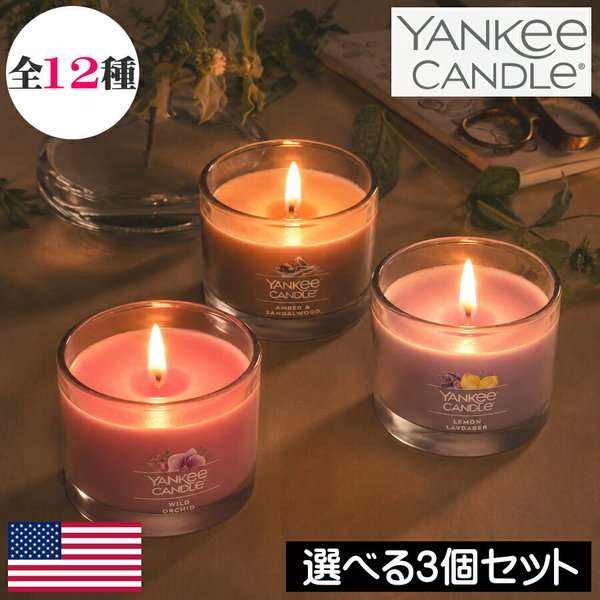 全12種
YANKEE
CANDLE®
YANKEE
CANDLE®
AMBER &
SANDALWOOD
YANKEE
CANDLE®
LEMON
LAVDABER
YANKEE
CANDLE®
WILD
ORCHID
選べる3個セット